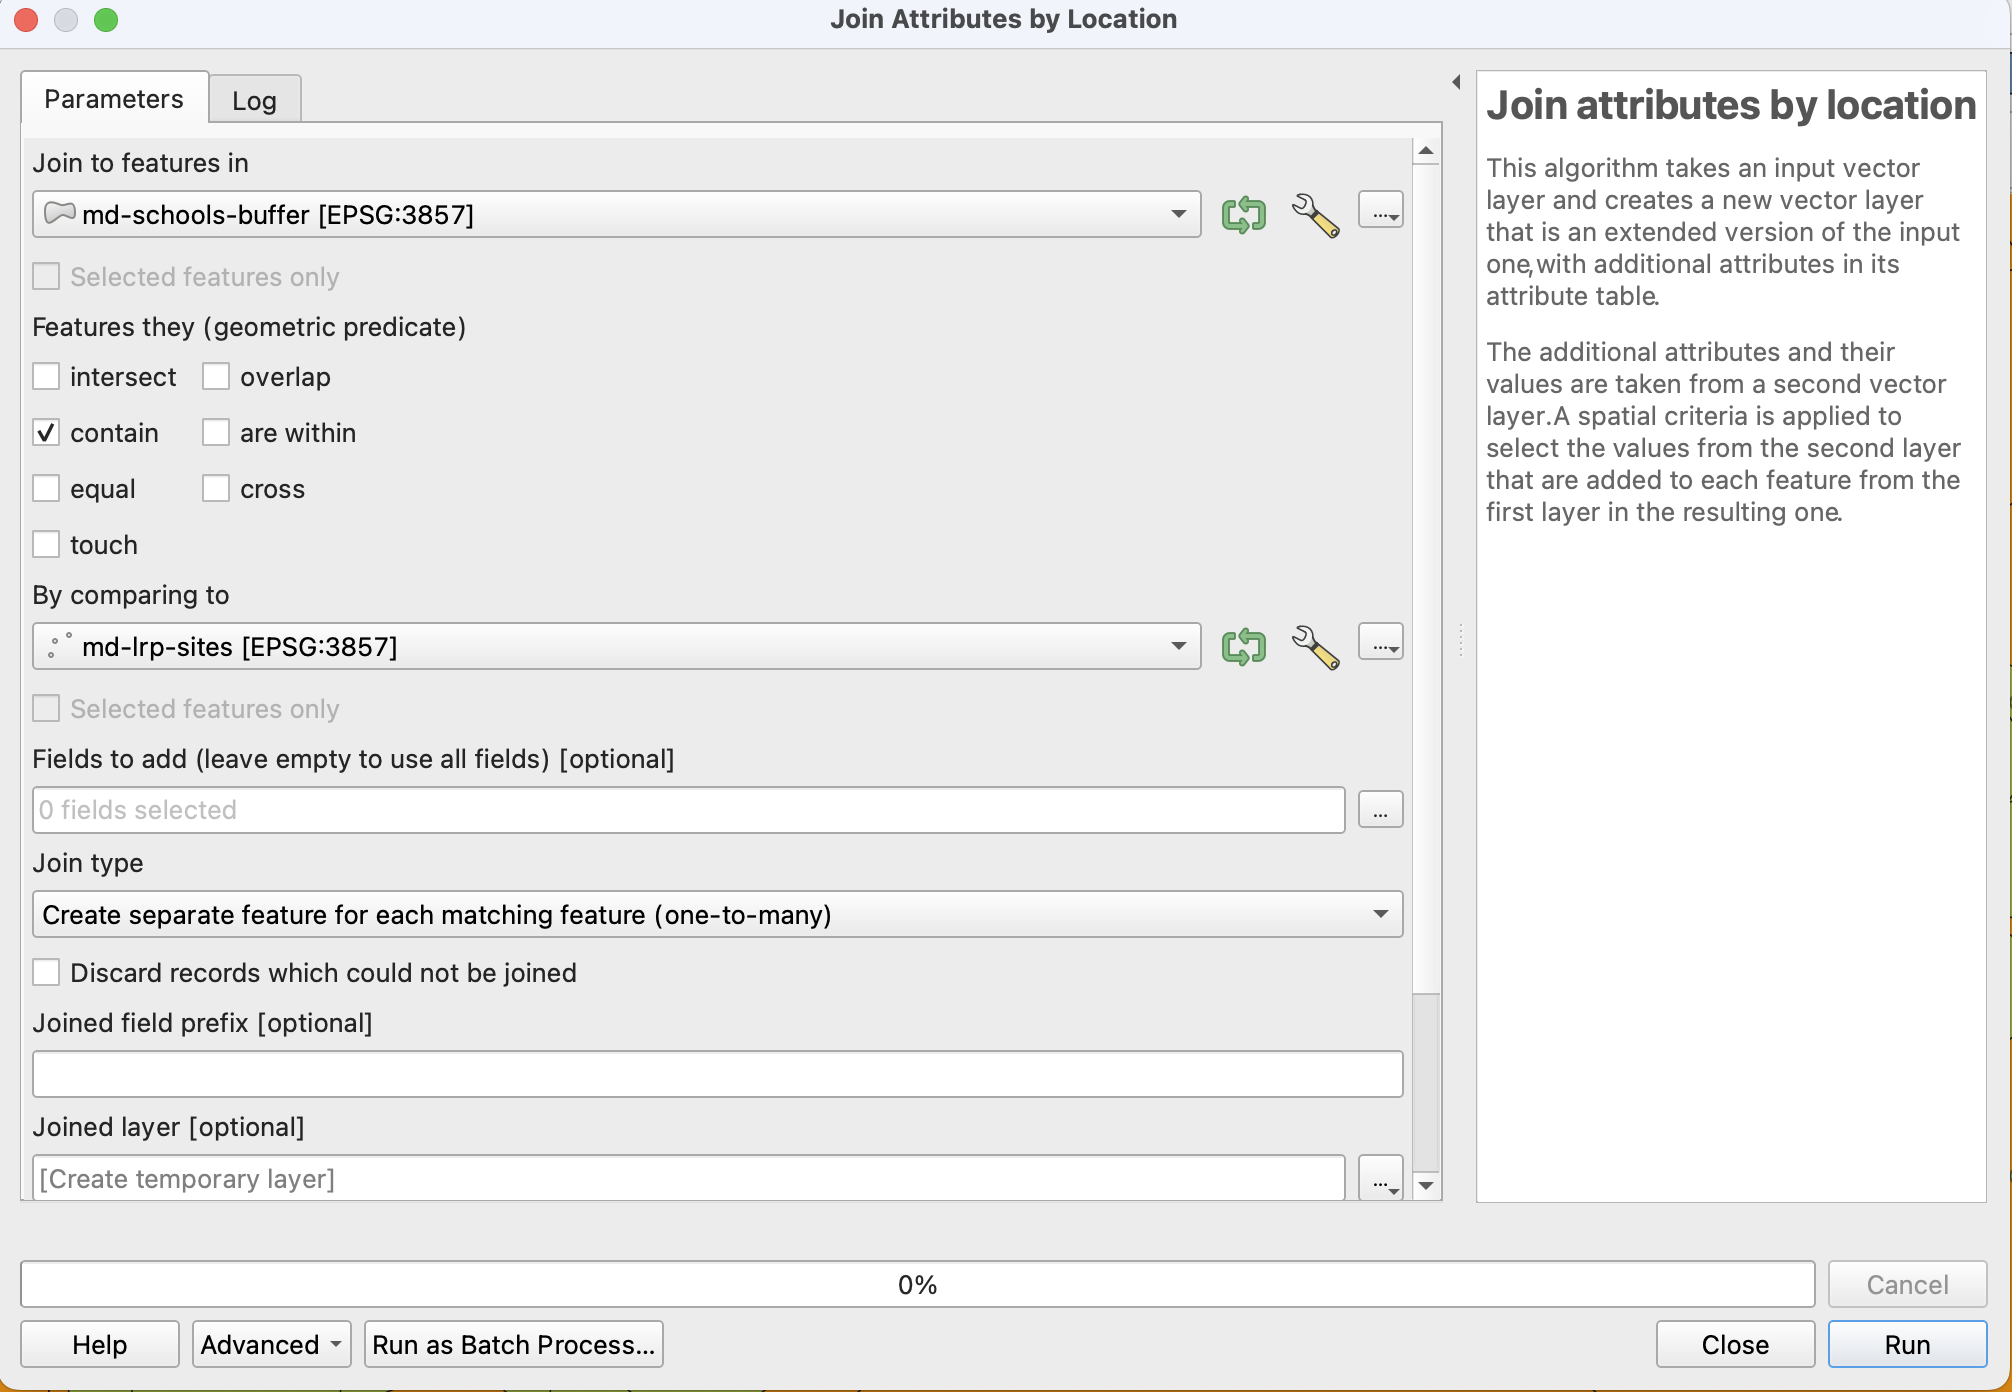 Join Attributes by Location
Parameters
Log
Join to features in
md-schools-buffer [EPSG:3857]
...
Selected features only
Features they (geometric predicate)
intersect
overlap
contain
are within
equal
cross
touch
By comparing to
md-lrp-sites [EPSG:3857]
...
Selected features only
Fields to add (leave empty to use all fields) [optional]
0 fields selected
...
Join type
Create separate feature for each matching feature (one-to-many)
Discard records which could not be joined
Joined field prefix [optional]
Joined layer [optional]
[Create temporary layer]
...
Join attributes by location
This algorithm takes an input vector
layer and creates a new vector layer
that is an extended version of the input
one,with additional attributes in its
attribute table.
The additional attributes and their
values are taken from a second vector
layer.A spatial criteria is applied to
select the values from the second layer
that are added to each feature from the
first layer in the resulting one.
0%
Cancel
Help
Advanced
Run as Batch Process...
Close
Run